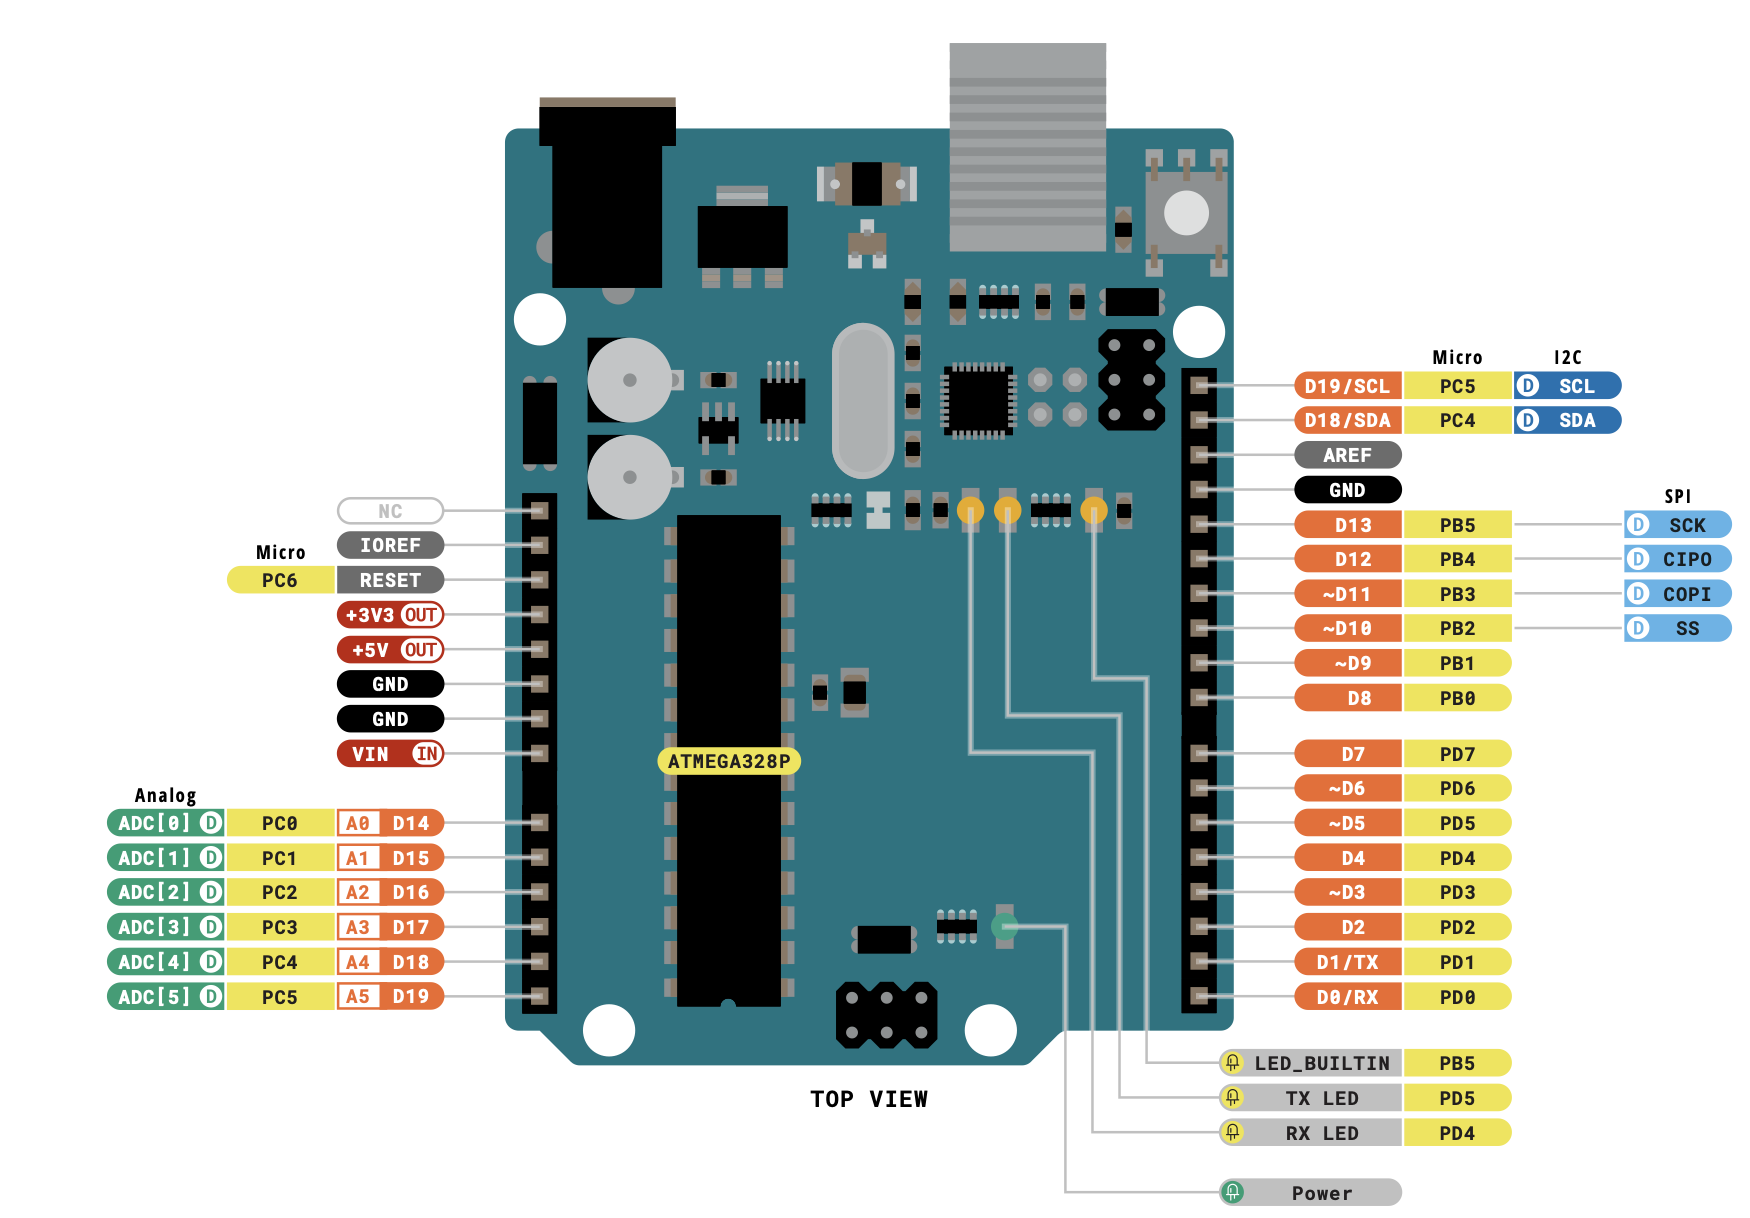 NC
IOREF
Micro
PC6 RESET
+3V3 OUT
+5V OUT
GND
GND
VIN IN
Analog
ADC[0] D PC0 A0 D14
ADC[1] D PC1 A1 D15
ADC[2] D PC2 A2 D16
ADC[3] D PC3 A3 D17
ADC[4] D PC4 A4 D18
ADC[5] D PC5 A5 D19
ATMEGA328P
TOP VIEW
Micro I2C
D19/SCL PC5 D SCL
D18/SDA PC4 D SDA
AREF
GND
SPI
D13 PB5 D SCK
D12 PB4 D CIPO
~D11 PB3 D COPI
~D10 PB2 D SS
~D9 PB1
D8 PB0
D7 PD7
~D6 PD6
~D5 PD5
D4 PD4
~D3 PD3
D2 PD2
D1/TX PD1
D0/RX PD0
LED_BUILTIN PB5
TX LED PD5
RX LED PD4
Power